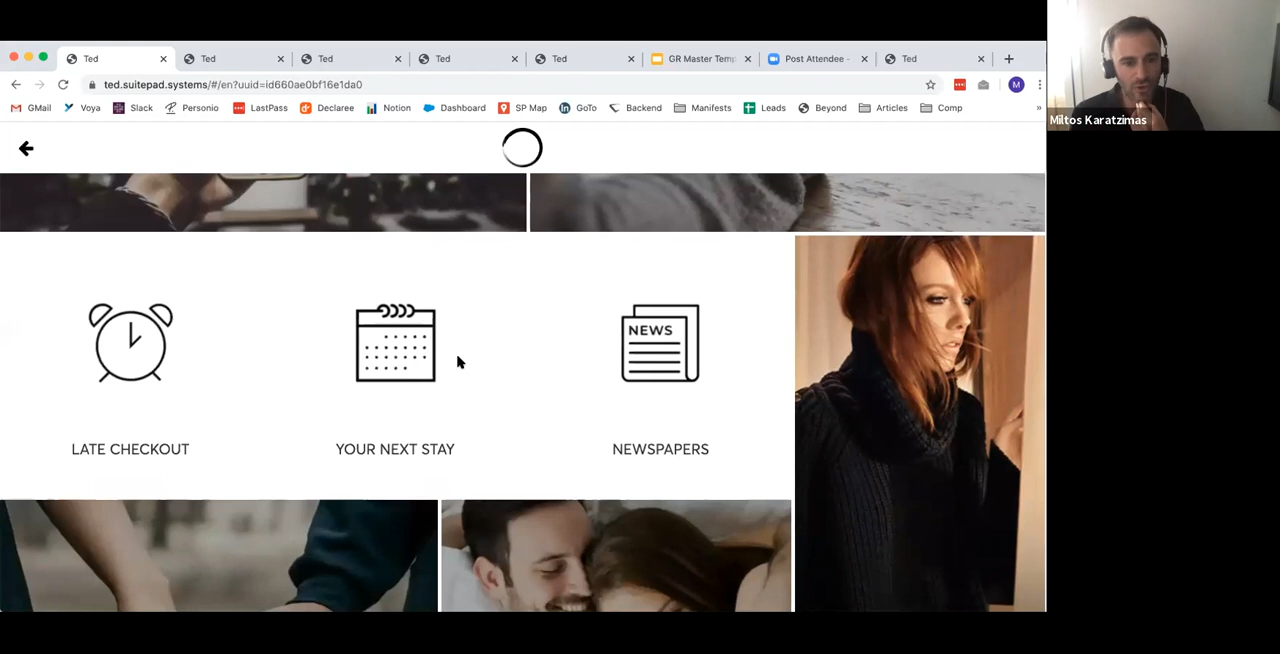 Ted Ted Ted Ted Ted GR Master Temp Post Attendee - Ted
ted.suitepad.systems/#/en?uuid=id660ae0bf16e1da0 M
GMail Voya Slack Personio LastPass Declaree Notion Dashboard SP Map GoTo Backend Manifests Leads Beyond Articles Comp »
Miltos Karatzimas
NEWS
LATE CHECKOUT YOUR NEXT STAY NEWSPAPERS